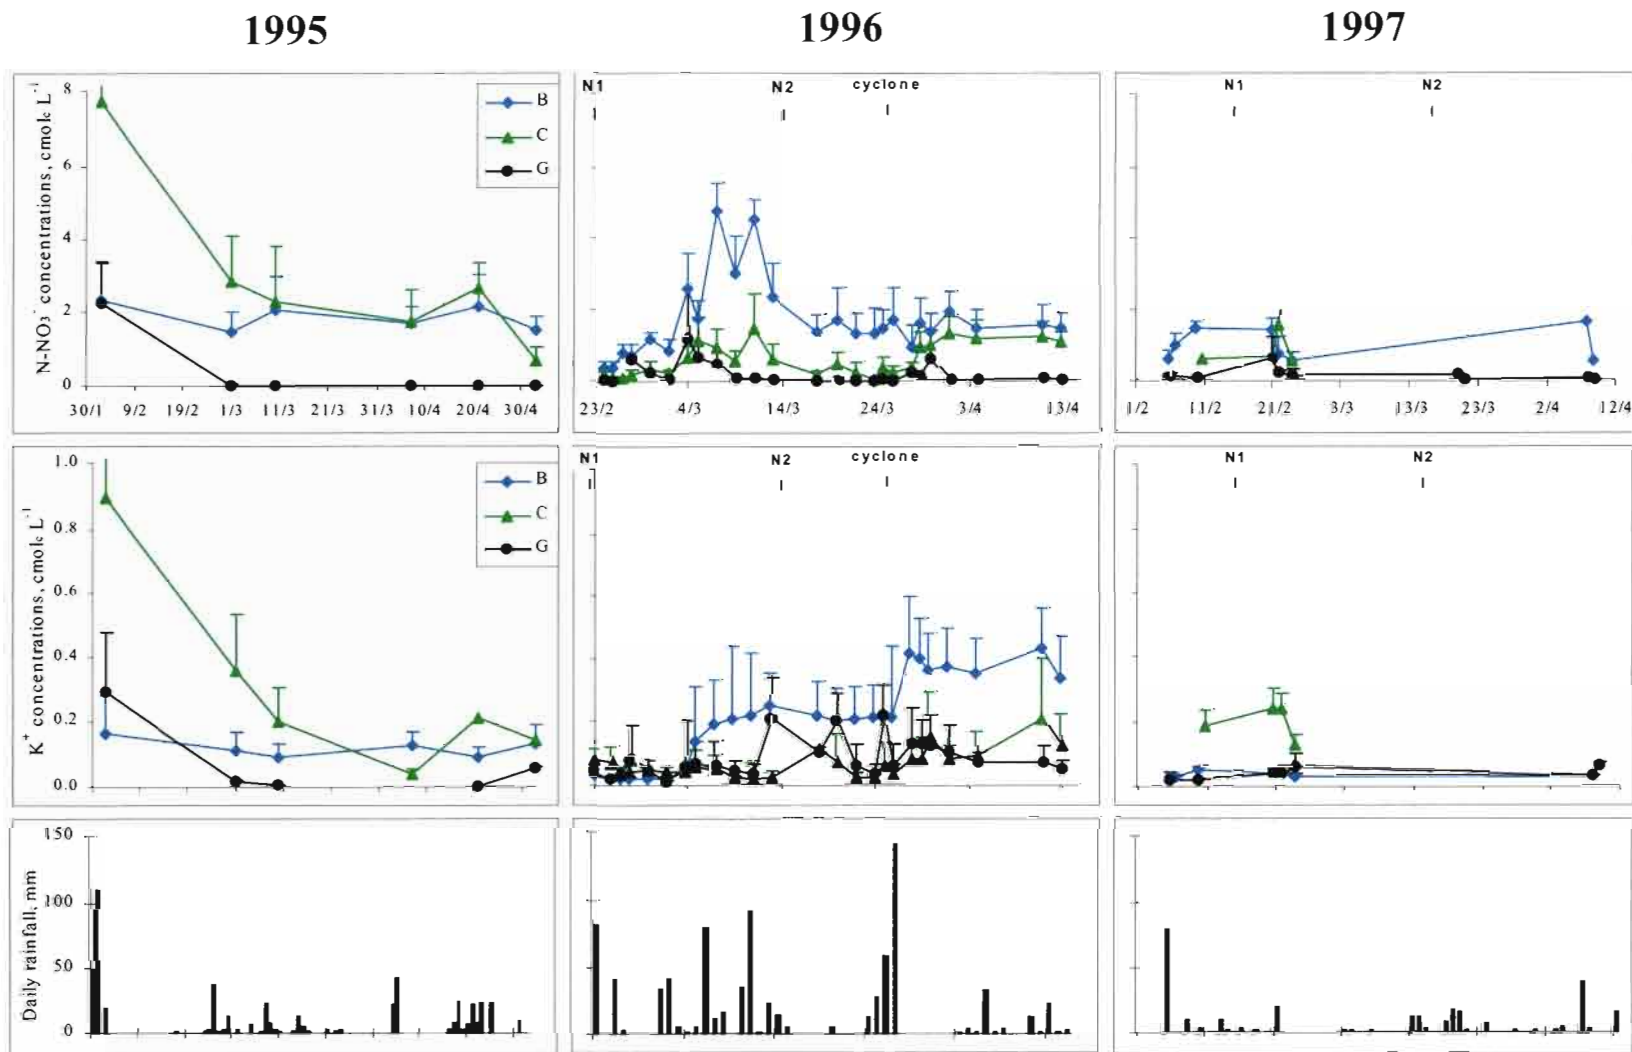 1995 1996 1997
N-NO3- concentrations, cmolc L-1
8
6
4
2
0
B
C
G
N1 N2 cyclone
N1 N2
30/1 9/2 19/2 1/3 11/3 21/3 31/3 10/4 20/4 30/4
23/2 4/3 14/3 24/3 3/4 13/4
1/2 11/2 21/2 3/3 13/3 23/3 2/4 12/4
K+ concentrations, cmolc L-1
1.0
0.8
0.6
0.4
0.2
0.0
B
C
G
N1 N2 cyclone
N1 N2
Daily rainfall, mm
150
100
50
0